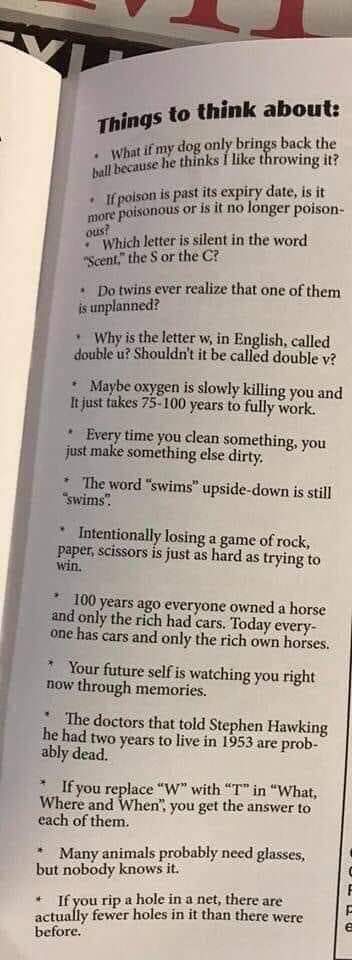 Things to think about:
* What if my dog only brings back the
ball because he thinks I like throwing it?
* If poison is past its expiry date, is it
more poisonous or is it no longer poison-
ous?
* Which letter is silent in the word
"Scent," the S or the C?
* Do twins ever realize that one of them
is unplanned?
* Why is the letter w, in English, called
double u? Shouldn't it be called double v?
* Maybe oxygen is slowly killing you and
It just takes 75-100 years to fully work.
* Every time you clean something, you
just make something else dirty.
* The word "swims" upside-down is still
"swims".
* Intentionally losing a game of rock,
paper, scissors is just as hard as trying to
win.
* 100 years ago everyone owned a horse
and only the rich had cars. Today every-
one has cars and only the rich own horses.
* Your future self is watching you right
now through memories.
* The doctors that told Stephen Hawking
he had two years to live in 1953 are prob-
ably dead.
* If you replace "W" with "T" in "What,
Where and When", you get the answer to
each of them.
* Many animals probably need glasses,
but nobody knows it.
* If you rip a hole in a net, there are
actually fewer holes in it than there were
before.